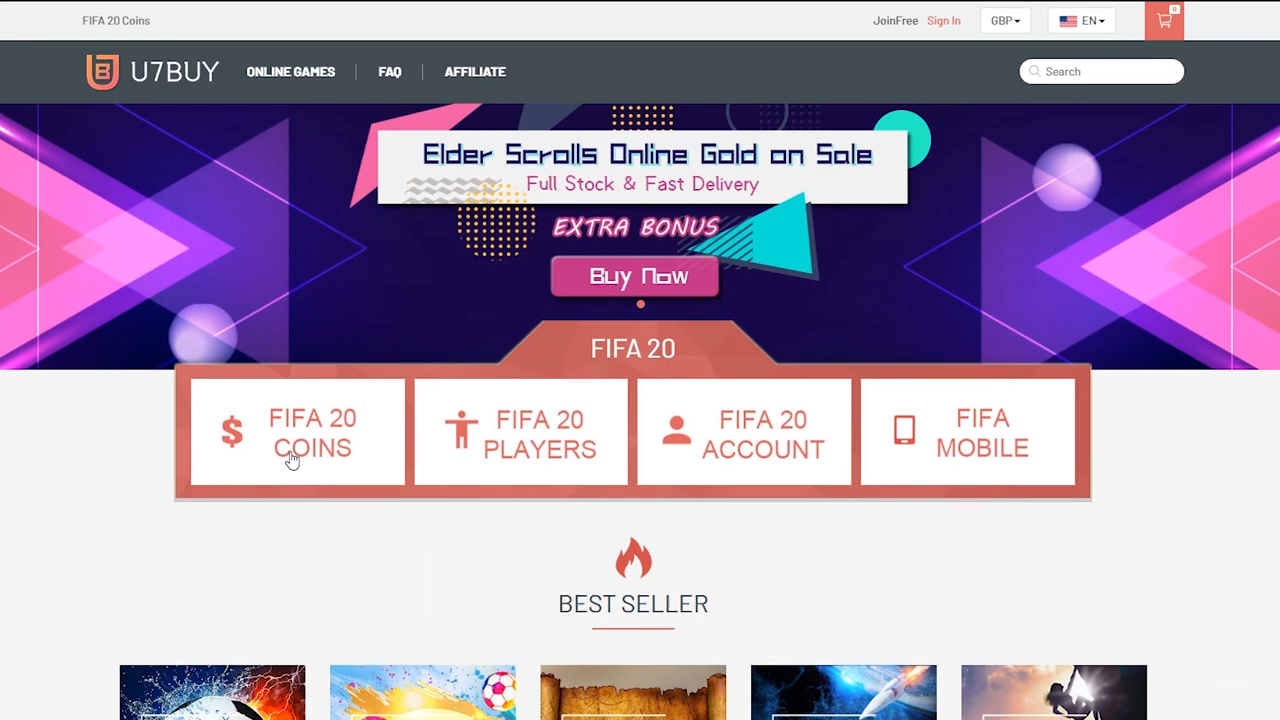 FIFA 20 Coins
JoinFree Sign In GBP EN 0
U7BUY ONLINE GAMES FAQ AFFILIATE Search
Elder Scrolls Online Gold on Sale
Full Stock & Fast Delivery
EXTRA BONUS
Buy Now
FIFA 20
FIFA 20
COINS
FIFA 20
PLAYERS
FIFA 20
ACCOUNT
FIFA
MOBILE
BEST SELLER